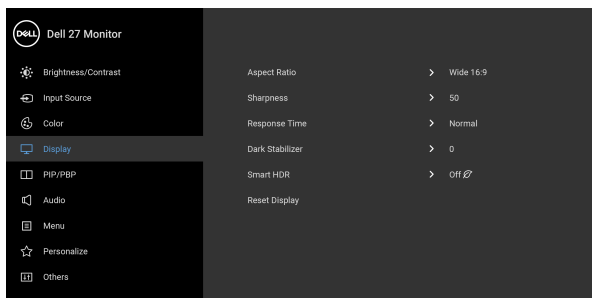 DELL Dell 27 Monitor
Brightness/Contrast
Input Source
Color
Display
PIP/PBP
Audio
Menu
Personalize
Others
Aspect Ratio > Wide 16:9
Sharpness > 50
Response Time > Normal
Dark Stabilizer > 0
Smart HDR > Off
Reset Display